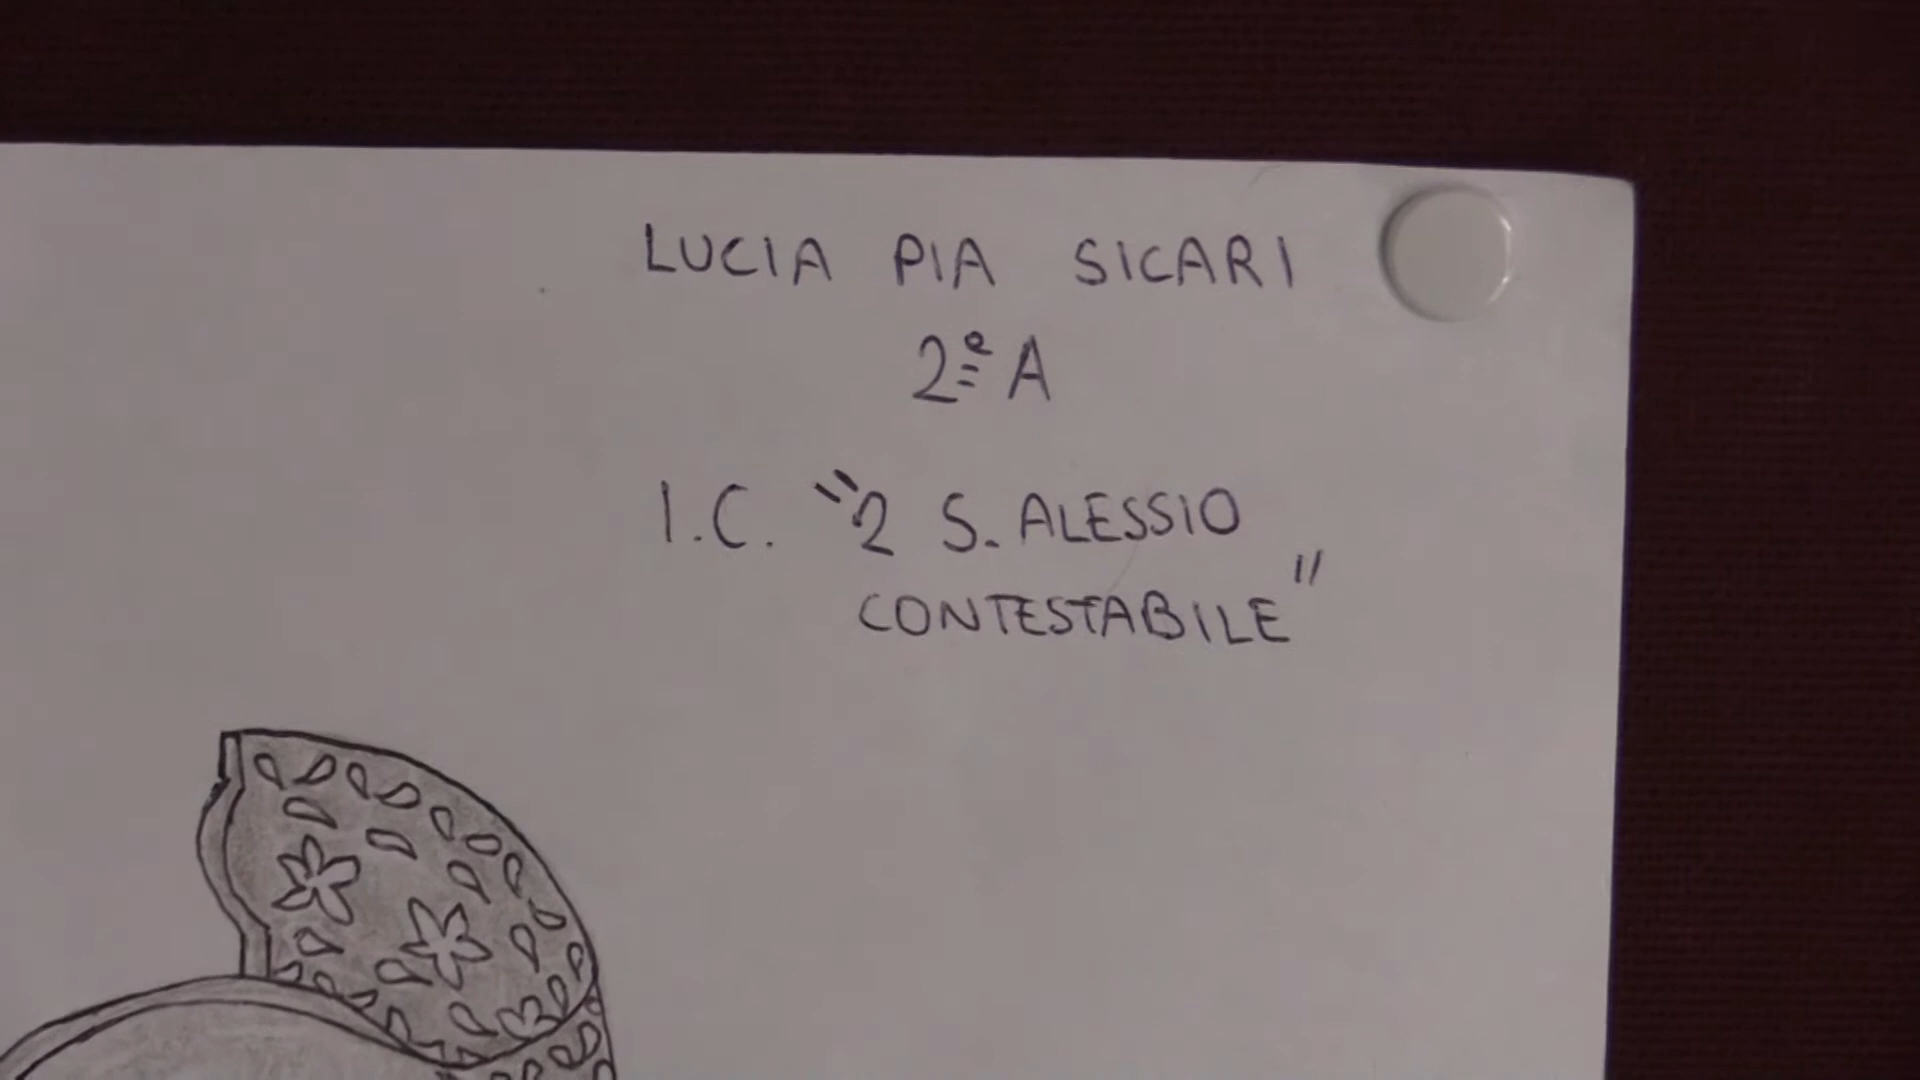 LUCIA PIA SICARI
2ª A
I.C. "2 S. ALESSIO
CONTESTABILE"